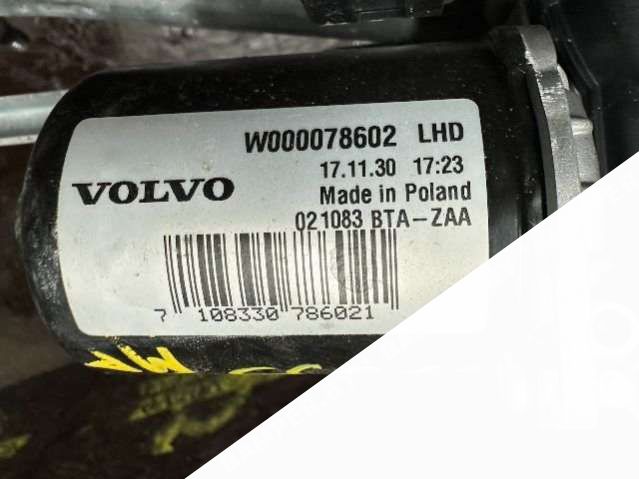 W000078602 LHD
17.11.30 17:23
VOLVO
Made in Poland
021083 BTA-ZAA
7 108330 786021